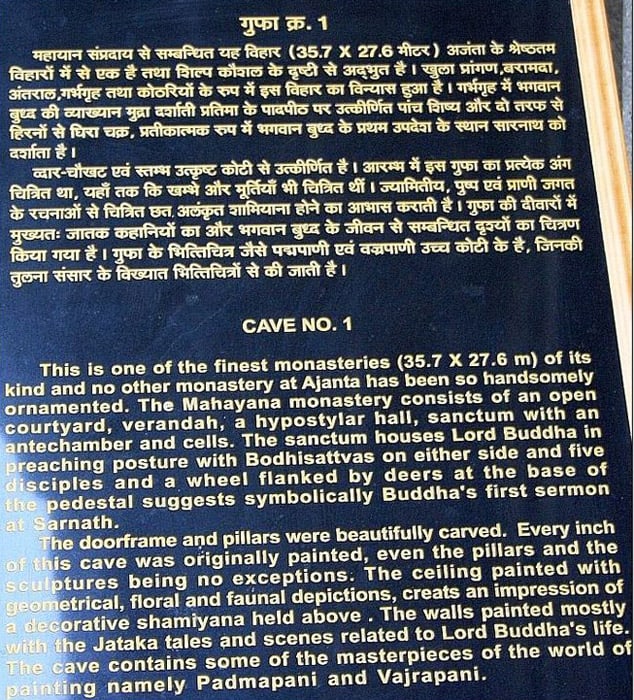 गुफा क्र. 1
महायान संप्रदाय से सम्बन्धित यह विहार (35.7 X 27.6 मीटर) अजंता के श्रेष्ठतम
विहारों में से एक है तथा शिल्प कौशल के दृष्टी से अद्‌भुत है । खुला प्रांगण,बरामदा,
अंतराल,गर्भगृह तथा कोठरियों के रुप में इस विहार का विन्यास हुआ है । गर्भगृह में भगवान
बुध्द की व्याख्यान मुद्रा दर्शाती प्रतिमा के पादपीठ पर उत्कीर्णित पांच शिष्य और दो तरफ से
हिरनों से घिरा चक्र, प्रतीकात्मक रुप में भगवान बुध्द के प्रथम उपदेश के स्थान सारनाथ को
दर्शाता है ।
व्दार-चौखट एवं स्तम्भ उत्कृष्ट कोटी से उत्कीर्णित है । आरम्भ में इस गुफा का प्रत्येक अंग
चित्रित था, यहाँ तक कि खम्भे और मूर्तियाँ भी चित्रित थीं । ज्यामितीय, पुष्प एवं प्राणी जगत
के रचनाओं से चित्रित छत,अलंकृत शामियाना होने का आभास कराती है । गुफा की दीवारों में
मुख्यतः जातक कहानियों का और भगवान बुध्द के जीवन से सम्बन्धित दृश्यों का चित्रण
किया गया है । गुफा के भित्तिचित्र जैसे पद्मपाणी एवं वज्रपाणी उच्च कोटी के है, जिनकी
तुलना संसार के विख्यात भित्तिचित्रों से की जाती है ।
CAVE NO. 1
This is one of the finest monasteries (35.7 X 27.6 m) of its
kind and no other monastery at Ajanta has been so handsomely
ornamented. The Mahayana monastery consists of an open
courtyard, verandah, a hypostylar hall, sanctum with an
antechamber and cells. The sanctum houses Lord Buddha in
preaching posture with Bodhisattvas on either side and five
disciples and a wheel flanked by deers at the base of
the pedestal suggests symbolically Buddha's first sermon
at Sarnath.
The doorframe and pillars were beautifully carved. Every inch
of this cave was originally painted, even the pillars and the
sculptures being no exceptions. The ceiling painted with
geometrical, floral and faunal depictions, creats an impression of
a decorative shamiyana held above . The walls painted mostly
with the Jataka tales and scenes related to Lord Buddha's life.
The cave contains some of the masterpieces of the world of
painting namely Padmapani and Vajrapani.